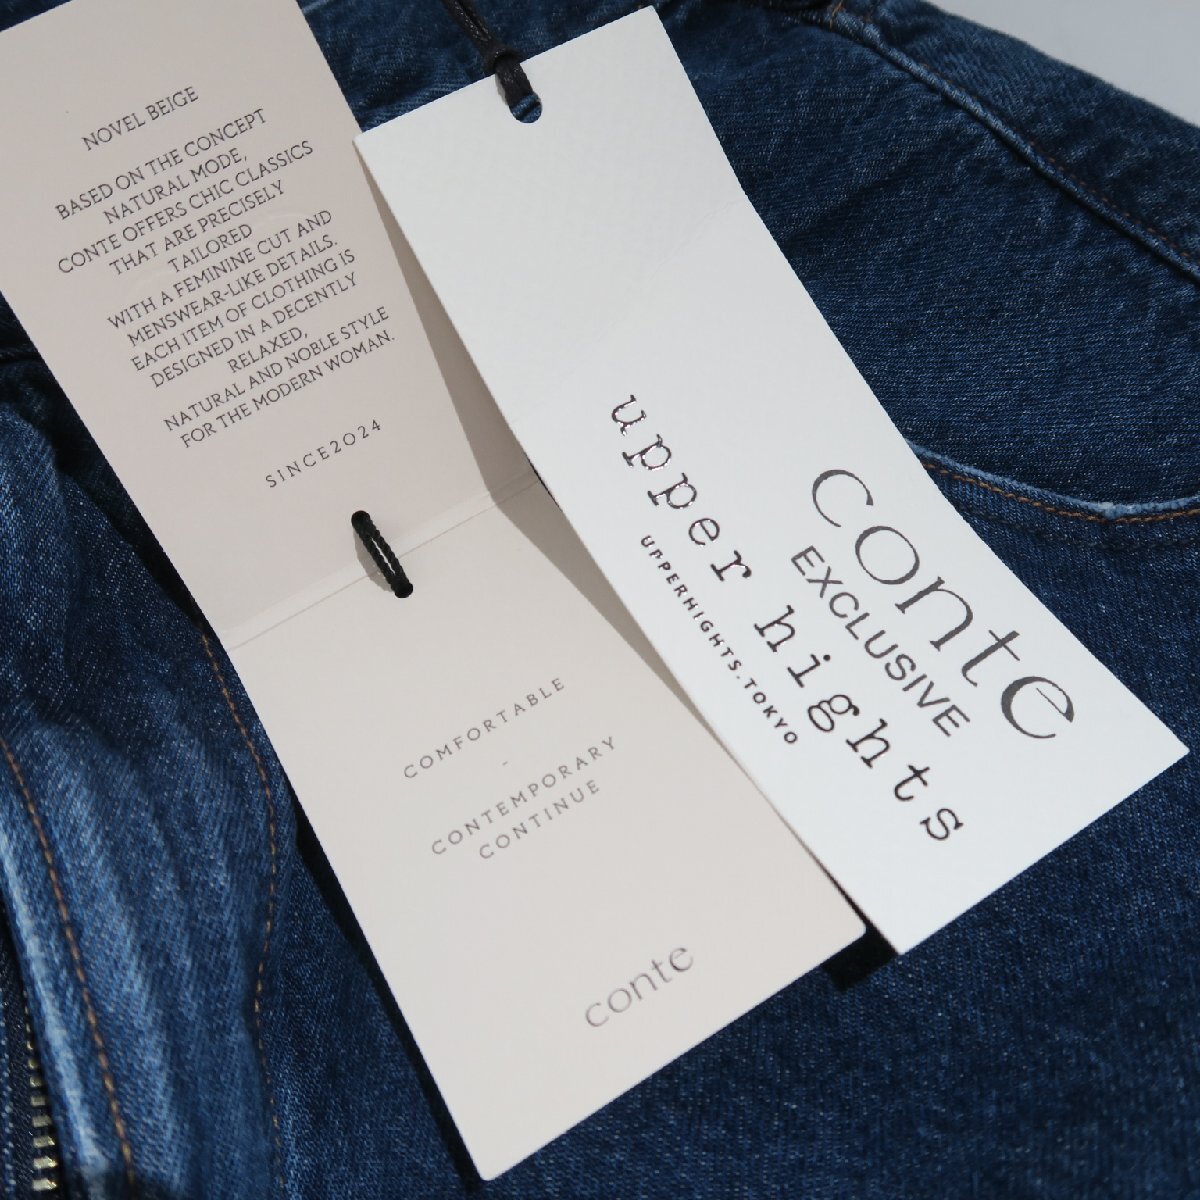 NOVEL BEIGE
BASED ON THE CONCEPT
NATURAL MODE,
CONTE OFFERS CHIC CLASSICS
THAT ARE PRECISELY
TAILORED
WITH A FEMININE CUT AND
MENSWEAR-LIKE DETAILS.
EACH ITEM OF CLOTHING IS
DESIGNED IN A DECENTLY
RELAXED,
NATURAL AND NOBLE STYLE
FOR THE MODERN WOMAN.
SINCE2024
COMFORTABLE
-
CONTEMPORARY
CONTINUE
conte
conte
EXCLUSIVE
upper hights
UPPERHIGHTS.TOKYO